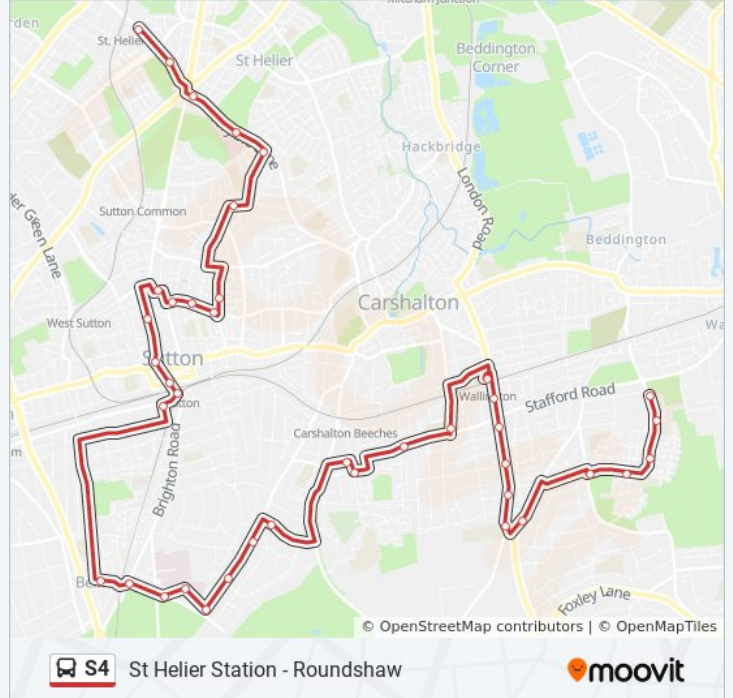 Mitcham Junction
St. Helier
St Helier
Beddington
Corner
Hackbridge
London Road
Sutton Common
Beddington
West Sutton
Carshalton
Sutton
Wallington
Stafford Road
Carshalton Beeches
Brighton Road
Foxley Lane
© OpenStreetMap contributors | © OpenMapTiles
S4 St Helier Station - Roundshaw
moovit